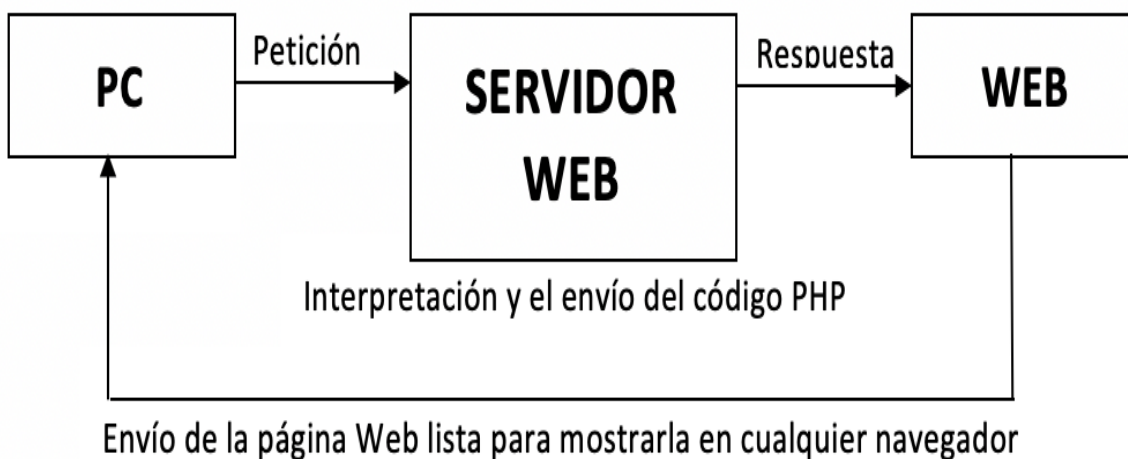 PC
Petición
SERVIDOR
WEB
Respuesta
WEB
Interpretación y el envío del código PHP
Envío de la página Web lista para mostrarla en cualquier navegador